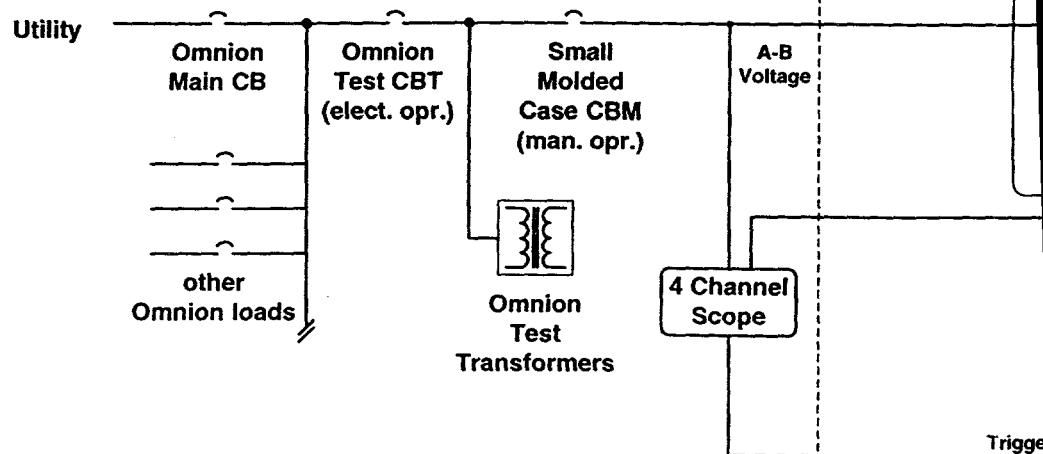 Utility
Omnion
Main CB
Omnion
Test CBT
(elect. opr.)
Small
Molded
Case CBM
(man. opr.)
A-B
Voltage
other
Omnion loads
Omnion
Test
Transformers
4 Channel
Scope
Trigge